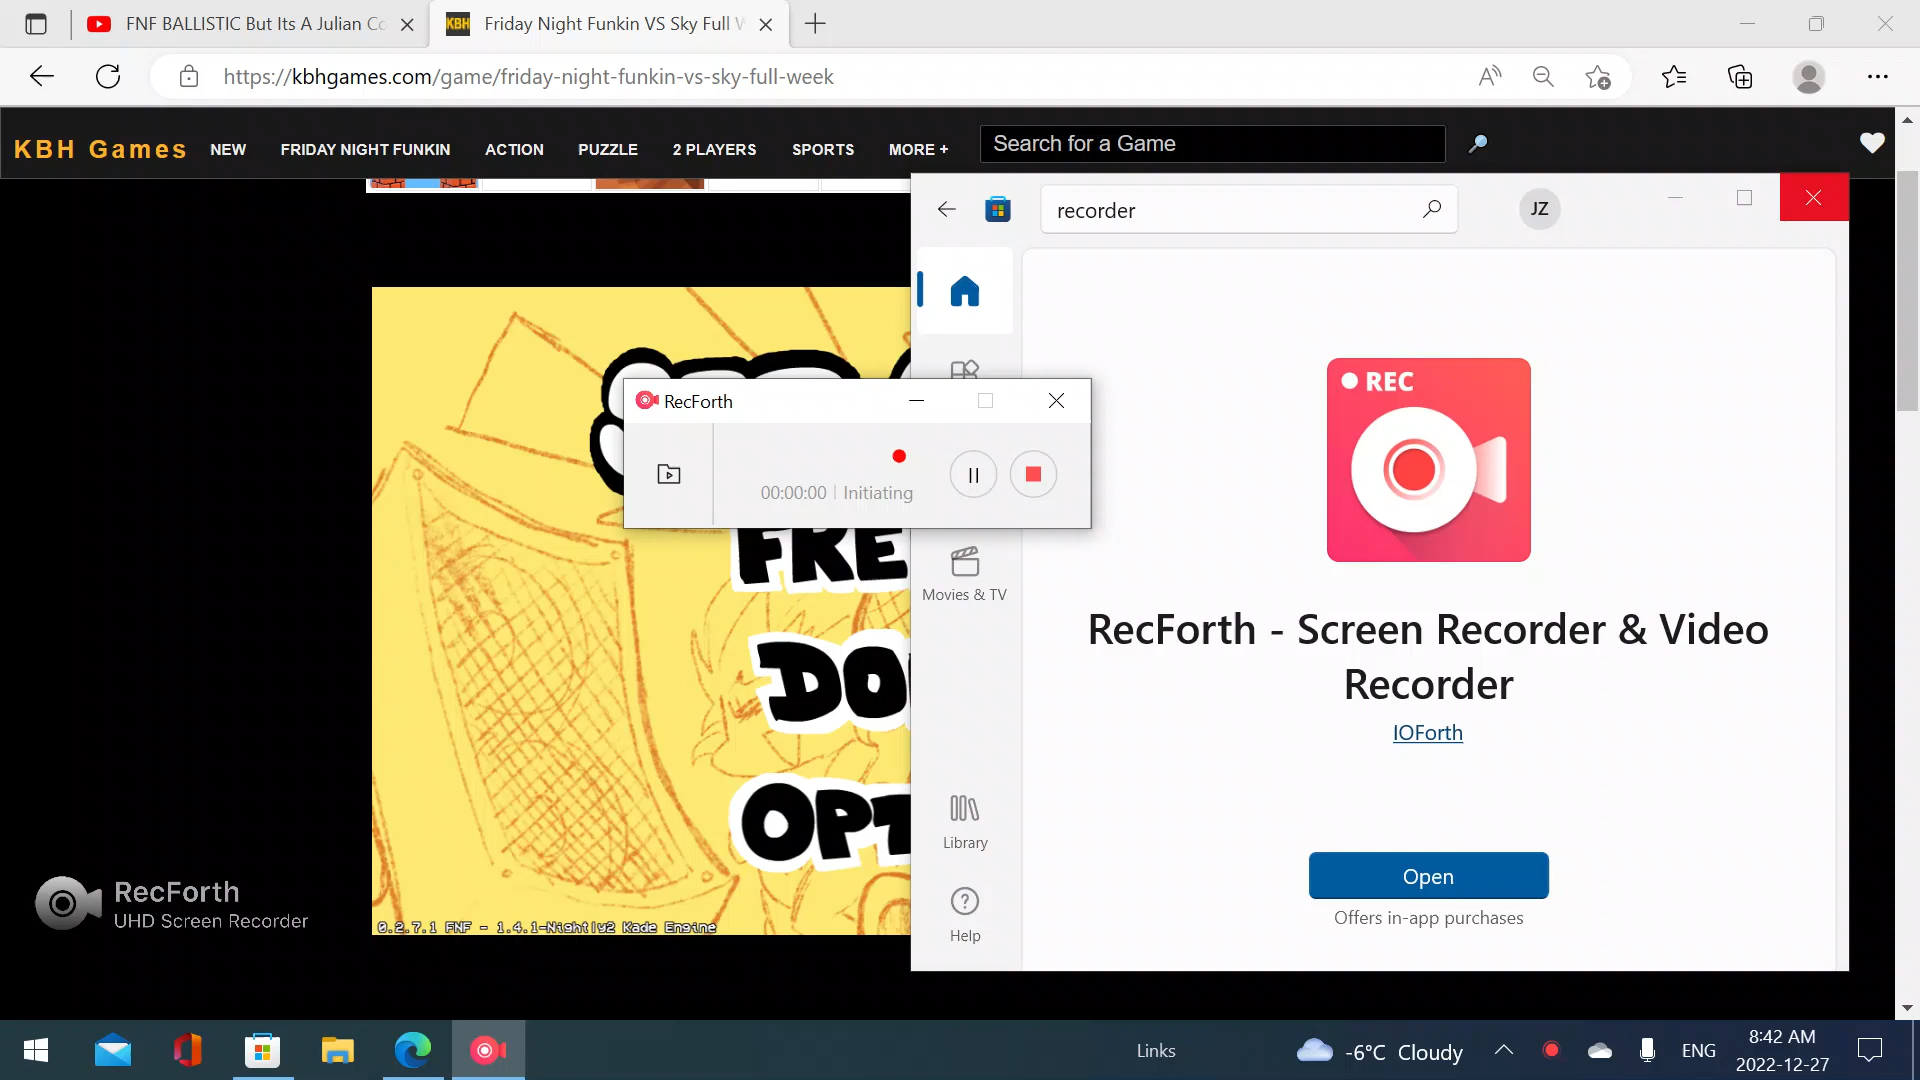 FNF BALLISTIC But Its A Julian Co
Friday Night Funkin VS Sky Full W
https://kbhgames.com/game/friday-night-funkin-vs-sky-full-week
KBH Games
NEW
FRIDAY NIGHT FUNKIN
ACTION
PUZZLE
2 PLAYERS
SPORTS
MORE +
Search for a Game
recorder
JZ
REC
RecForth
00:00:00 | Initiating
FRE
DO
OPT
Movies & TV
Library
Help
RecForth - Screen Recorder & Video
Recorder
IOForth
Open
Offers in-app purchases
RecForth
UHD Screen Recorder
0.2.7.1 FNF - 1.4.1-Nightly2 Kade Engine
Links
-6°C Cloudy
ENG
8:42 AM
2022-12-27